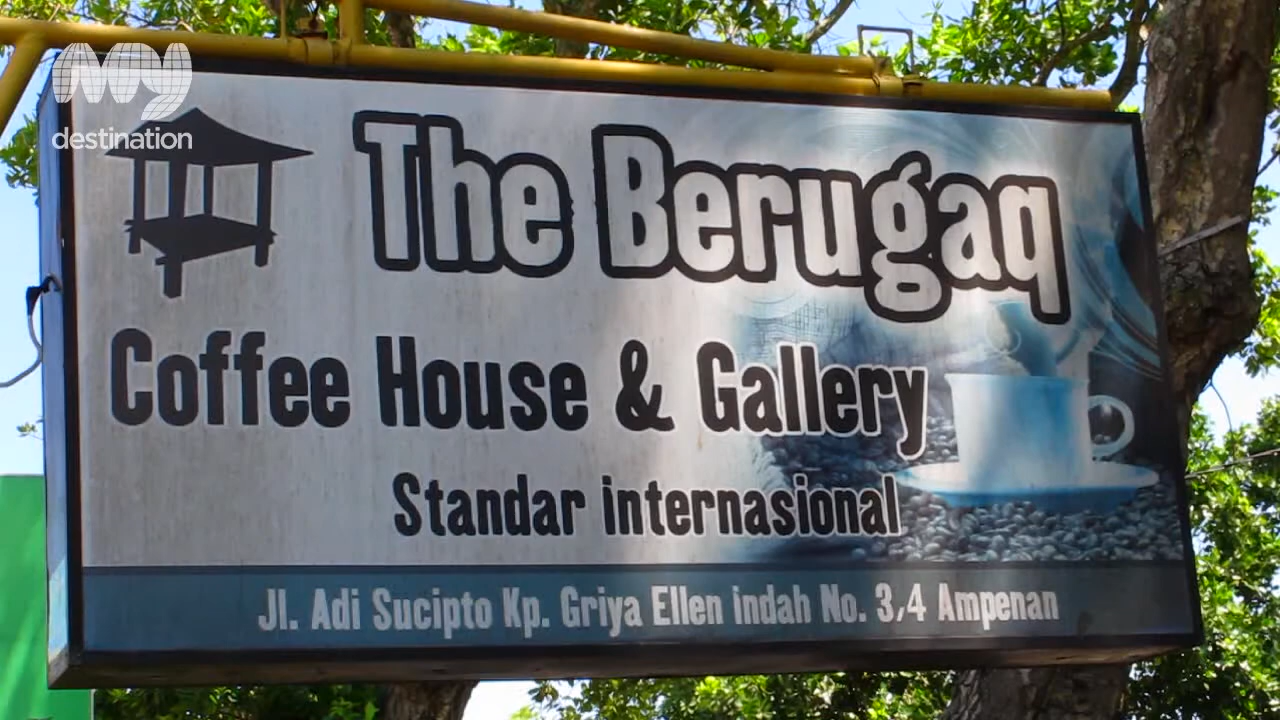 my
destination
The Berugaq
Coffee House & Gallery
Standar internasional
Jl. Adi Sucipto Kp. Griya Ellen indah No. 3,4 Ampenan